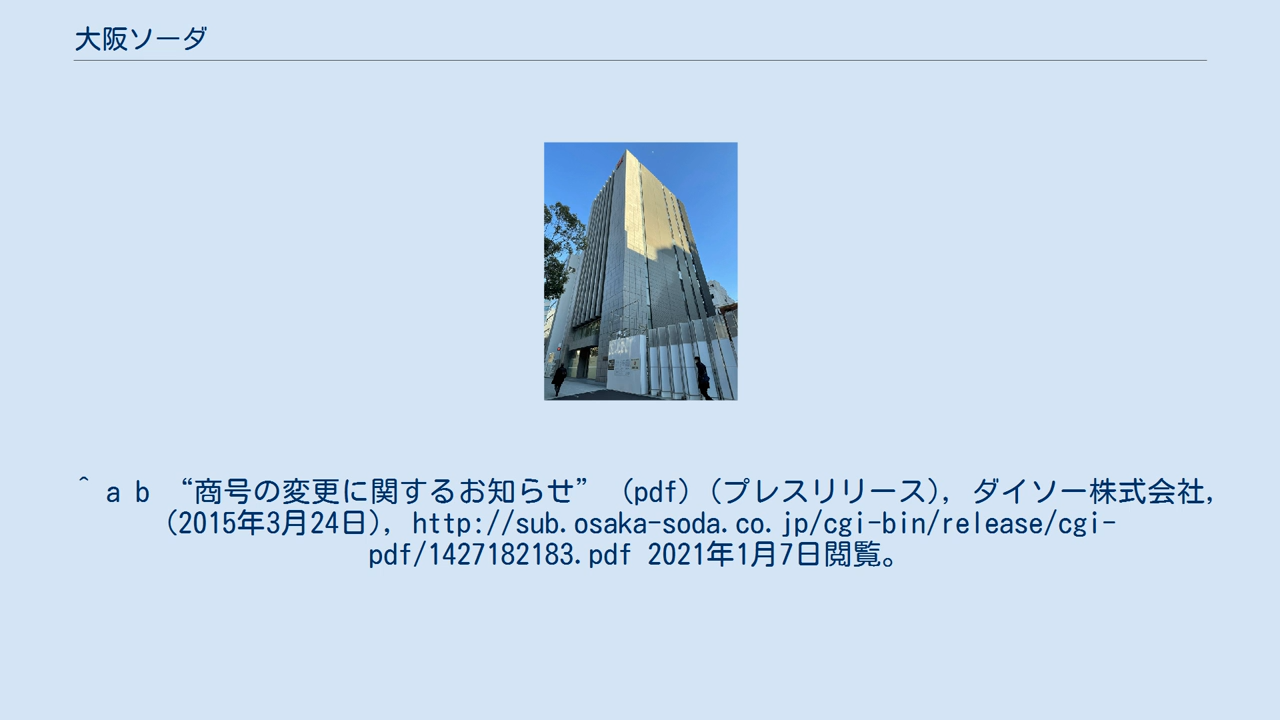 大阪ソーダ
^ a b “商号の変更に関するお知らせ” (pdf) (プレスリリース), ダイソー株式会社,
(2015年3月24日), http://sub.osaka-soda.co.jp/cgi-bin/release/cgi-
pdf/1427182183.pdf 2021年1月7日閲覧。